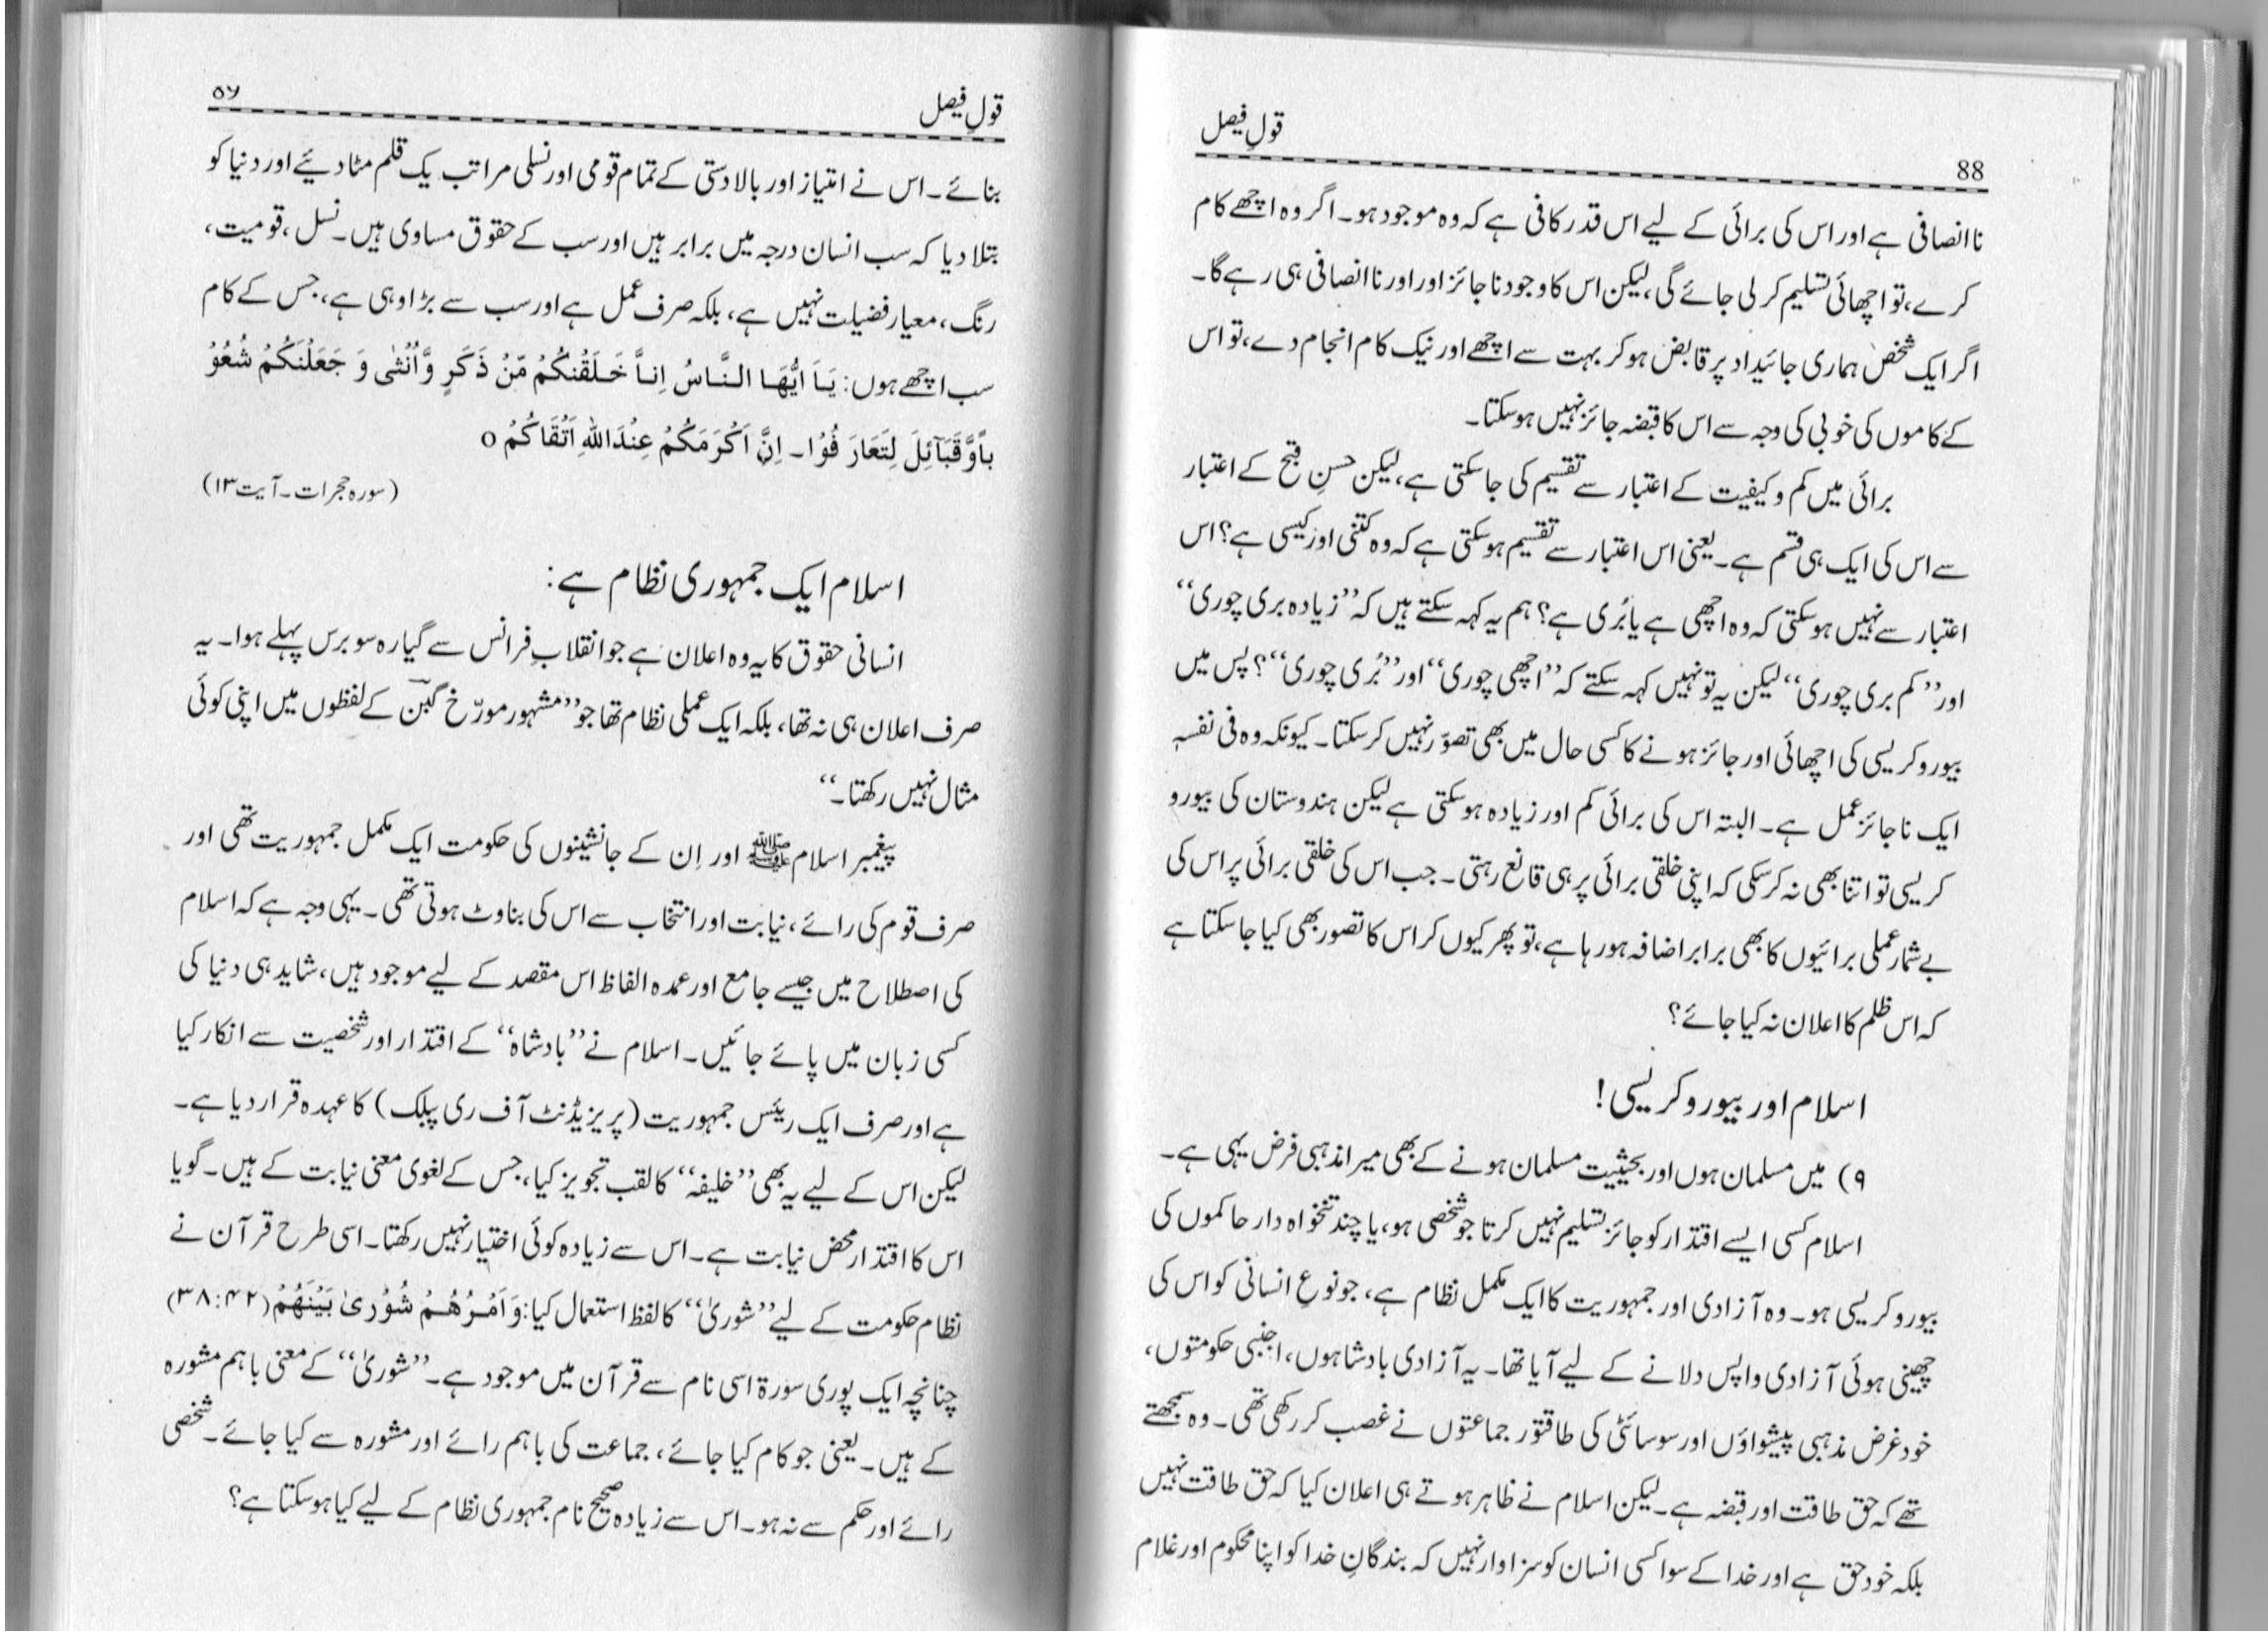 قولِ فیصل
88
ناانصافی ہے اور اس کی برائی کے لیے اس قدر کافی ہے کہ وہ موجود ہو۔ اگر وہ اچھے کام
کرے، تو اچھائی تسلیم کر لی جائے گی، لیکن اس کا وجود ناجائز اور اور ناانصافی ہی رہے گا۔
اگر ایک شخص ہماری جائیداد پر قابض ہو کر بہت سے اچھے اور نیک کام انجام دے، تو اس
کے کاموں کی خوبی کی وجہ سے اس کا قبضہ جائز نہیں ہو سکتا۔
برائی میں کم و کیفیت کے اعتبار سے تقسیم کی جا سکتی ہے، لیکن حسنِ قبح کے اعتبار
سے اس کی ایک ہی قسم ہے۔ یعنی اس اعتبار سے تقسیم ہو سکتی ہے کہ وہ کتنی اور کیسی ہے؟ اس
اعتبار سے نہیں ہو سکتی کہ وہ اچھی ہے یا بُری ہے؟ ہم یہ کہہ سکتے ہیں کہ ”زیادہ بری چوری“
اور ”کم بری چوری“ لیکن یہ تو نہیں کہہ سکتے کہ ”اچھی چوری“ اور ”بُری چوری“؟ پس میں
بیوروکریسی کی اچھائی اور جائز ہونے کا کسی حال میں بھی تصوّر نہیں کر سکتا۔ کیونکہ وہ فی نفسہٖ
ایک ناجائز عمل ہے۔ البتہ اس کی برائی کم اور زیادہ ہو سکتی ہے لیکن ہندوستان کی بیورو
کریسی تو اتنا بھی نہ کر سکی کہ اپنی خلقی برائی پر ہی قانع رہتی۔ جب اس کی خلقی برائی پر اس کی
بے شمار عملی برائیوں کا بھی برابر اضافہ ہو رہا ہے، تو پھر کیوں کر اس کا تصور بھی کیا جا سکتا ہے
کہ اس ظلم کا اعلان نہ کیا جائے؟
اسلام اور بیوروکریسی!
۹) میں مسلمان ہوں اور بحیثیت مسلمان ہونے کے بھی میرا مذہبی فرض یہی ہے۔
اسلام کسی ایسے اقتدار کو جائز تسلیم نہیں کرتا جو شخصی ہو، یا چند تنخواہ دار حاکموں کی
بیوروکریسی ہو۔ وہ آزادی اور جمہوریت کا ایک مکمل نظام ہے، جو نوعِ انسانی کو اس کی
چھینی ہوئی آزادی واپس دلانے کے لیے آیا تھا۔ یہ آزادی بادشاہوں، اجنبی حکومتوں،
خود غرض مذہبی پیشواؤں اور سوسائٹی کی طاقتور جماعتوں نے غصب کر رکھی تھی۔ وہ سمجھتے
تھے کہ حق طاقت اور قبضہ ہے۔ لیکن اسلام نے ظاہر ہوتے ہی اعلان کیا کہ حق طاقت نہیں
بلکہ خود حق ہے اور خدا کے سوا کسی انسان کو سزاوار نہیں کہ بندگانِ خدا کو اپنا محکوم اور غلام
قولِ فیصل
بنائے۔ اس نے امتیاز اور بالادستی کے تمام قومی اور نسلی مراتب یک قلم مٹا دیئے اور دنیا کو
بتلا دیا کہ سب انسان درجہ میں برابر ہیں اور سب کے حقوق مساوی ہیں۔ نسل، قومیت،
رنگ، معیار فضیلت نہیں ہے، بلکہ صرف عمل ہے اور سب سے بڑا وہی ہے، جس کے کام
سب اچھے ہوں: یَاَ ایُّھَا النَّاسُ اِناَّ خَلَقْنٰکُمْ مِّنْ ذَکَرٍ وَّاُنْثٰی وَ جَعَلْنٰکُمْ شُعُوْ
باًوَّقَبَآئِلَ لِتَعَارَ فُوْا۔ اِنَّ اَکْرَمَکُمْ عِنْدَاللّٰہِ اَتْقَاکُمْ o
(سورہ حجرات۔ آیت ۱۳)
اسلام ایک جمہوری نظام ہے:
انسانی حقوق کا یہ وہ اعلان ہے جو انقلابِ فرانس سے گیارہ سو برس پہلے ہوا۔ یہ
صرف اعلان ہی نہ تھا، بلکہ ایک عملی نظام تھا جو ”مشہور مورّخ گبن کے لفظوں میں اپنی کوئی
مثال نہیں رکھتا۔“
پیغمبر اسلام ﷺ اور اِن کے جانشینوں کی حکومت ایک مکمل جمہوریت تھی اور
صرف قوم کی رائے، نیابت اور انتخاب سے اس کی بناوٹ ہوتی تھی۔ یہی وجہ ہے کہ اسلام
کی اصطلاح میں جیسے جامع اور عمدہ الفاظ اس مقصد کے لیے موجود ہیں، شاید ہی دنیا کی
کسی زبان میں پائے جائیں۔ اسلام نے ”بادشاہ“ کے اقتدار اور شخصیت سے انکار کیا
ہے اور صرف ایک رئیس جمہوریت (پریزیڈنٹ آف ری پبلک) کا عہدہ قرار دیا ہے۔
لیکن اس کے لیے یہ بھی ”خلیفہ“ کا لقب تجویز کیا، جس کے لغوی معنی نیابت کے ہیں۔ گویا
اس کا اقتدار محض نیابت ہے۔ اس سے زیادہ کوئی اختیار نہیں رکھتا۔ اسی طرح قرآن نے
نظام حکومت کے لیے ”شوریٰ“ کا لفظ استعمال کیا: وَاَمْرُھُمْ شُوْریٰ بَیْنَھُمْ (۳۸:۴۲)
چنانچہ ایک پوری سورۃ اسی نام سے قرآن میں موجود ہے۔ ”شوریٰ“ کے معنی باہم مشورہ
کے ہیں۔ یعنی جو کام کیا جائے، جماعت کی باہم رائے اور مشورہ سے کیا جائے۔ شخصی
رائے اور حکم سے نہ ہو۔ اس سے زیادہ صحیح نام جمہوری نظام کے لیے کیا ہو سکتا ہے؟